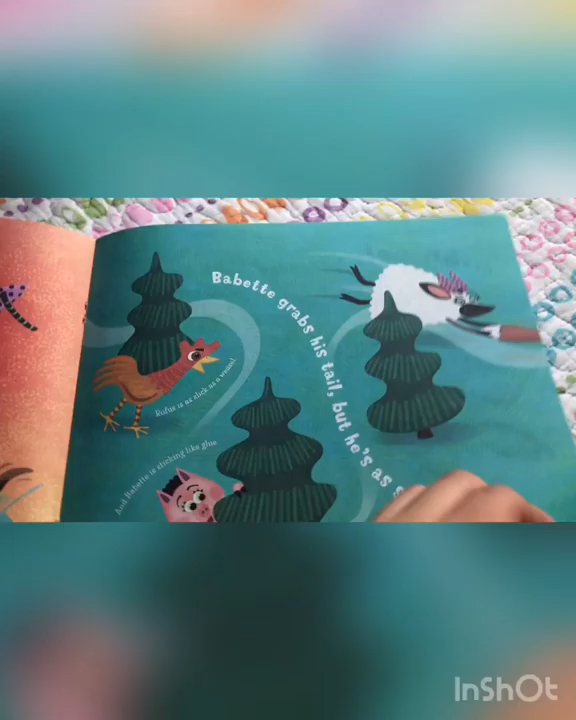 Babette grabs his tail, but he's as s
Rufus is as slick as a weasel
And Babette is sticking like glue
InShOt